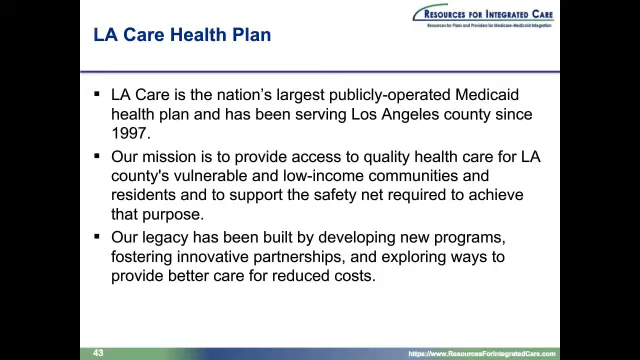 RESOURCES FOR INTEGRATED CARE
Resources for Plans and Providers for Medicare-Medicaid Integration
LA Care Health Plan
▪ LA Care is the nation's largest publicly-operated Medicaid
health plan and has been serving Los Angeles county since
1997.
▪ Our mission is to provide access to quality health care for LA
county's vulnerable and low-income communities and
residents and to support the safety net required to achieve
that purpose.
▪ Our legacy has been built by developing new programs,
fostering innovative partnerships, and exploring ways to
provide better care for reduced costs.
43
https://www.ResourcesForIntegratedCare.com